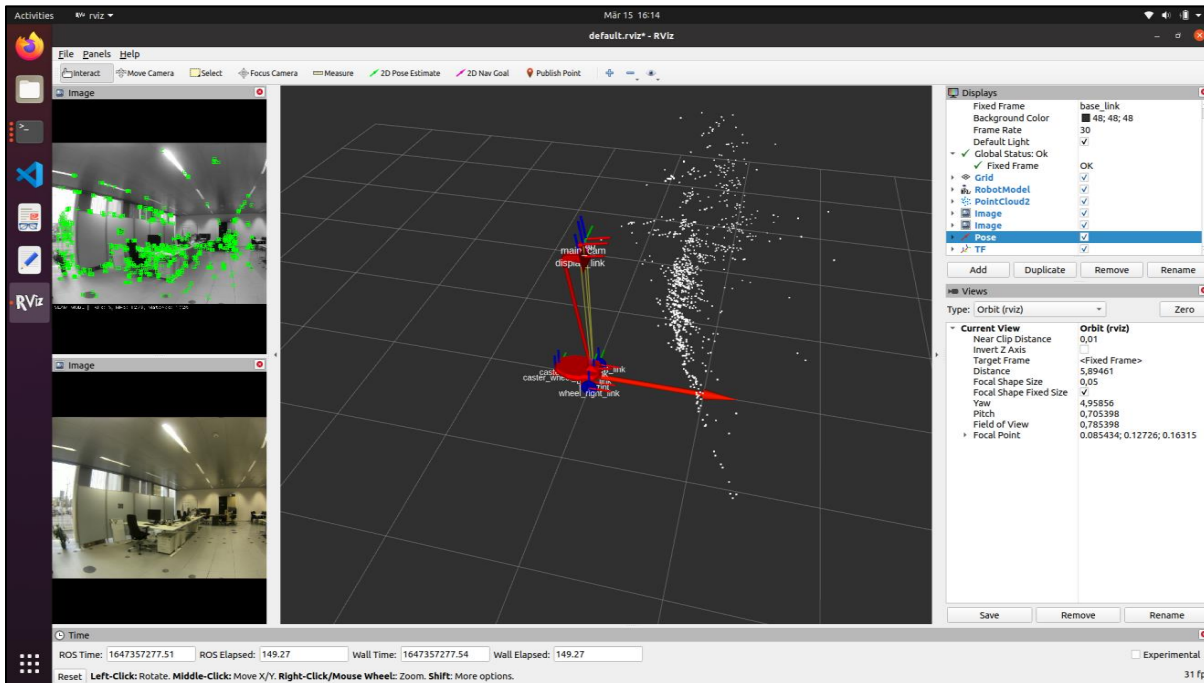 Activities RViz rviz Mär 15 16:14
default.rviz* - RViz
File Panels Help
Interact Move Camera Select Focus Camera Measure 2D Pose Estimate 2D Nav Goal Publish Point
Image
Image
main_cam
wheel_right_link
Displays
Fixed Frame base_link
Background Color 48; 48; 48
Frame Rate 30
Default Light
Global Status: Ok
Fixed Frame OK
Grid
RobotModel
PointCloud2
Image
Image
Pose
TF
Add Duplicate Remove Rename
Views
Type: Orbit (rviz) Zero
Current View Orbit (rviz)
Near Clip Distance 0,01
Invert Z Axis
Target Frame <Fixed Frame>
Distance 5,89461
Focal Shape Size 0,05
Focal Shape Fixed Size
Yaw 4,95856
Pitch 0,705398
Field of View 0,785398
Focal Point 0.085434; 0.12726; 0.16315
Save Remove Rename
Time
ROS Time: 1647357277.51 ROS Elapsed: 149.27 Wall Time: 1647357277.54 Wall Elapsed: 149.27 Experimental
Reset Left-Click: Rotate. Middle-Click: Move X/Y. Right-Click/Mouse Wheel:: Zoom. Shift: More options. 31 fp